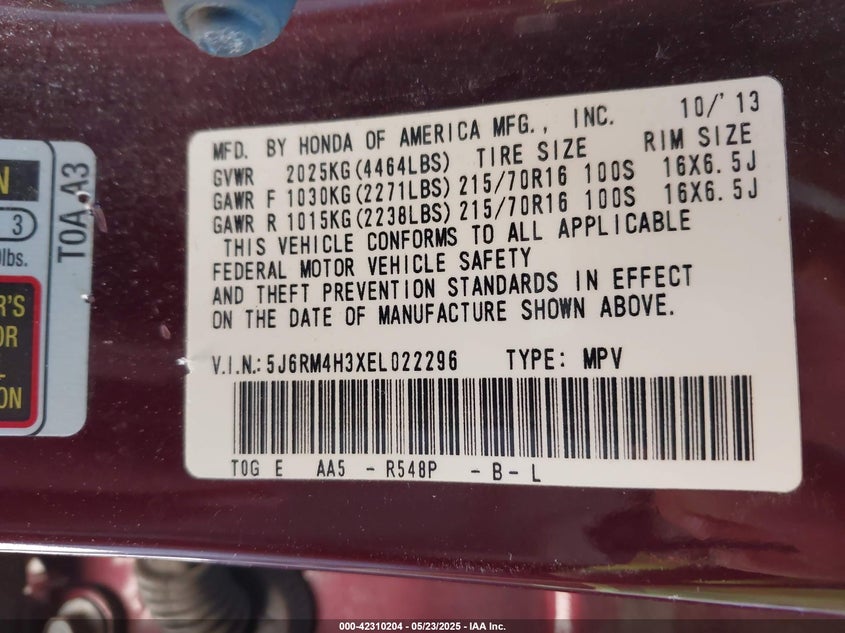 10/'13
MFD. BY HONDA OF AMERICA MFG., INC.
GVWR 2025KG(4464LBS) TIRE SIZE RIM SIZE
GAWR F 1030KG(2271LBS) 215/70R16 100S 16X6.5J
GAWR R 1015KG(2238LBS) 215/70R16 100S 16X6.5J
THIS VEHICLE CONFORMS TO ALL APPLICABLE
FEDERAL MOTOR VEHICLE SAFETY
AND THEFT PREVENTION STANDARDS IN EFFECT
ON THE DATE OF MANUFACTURE SHOWN ABOVE.
V.I.N.: 5J6RM4H3XEL022296 TYPE: MPV
T0G E AA5 - R548P - B - L
T0A A3
3
lbs.
000-42310204 - 05/23/2025 - IAA Inc.